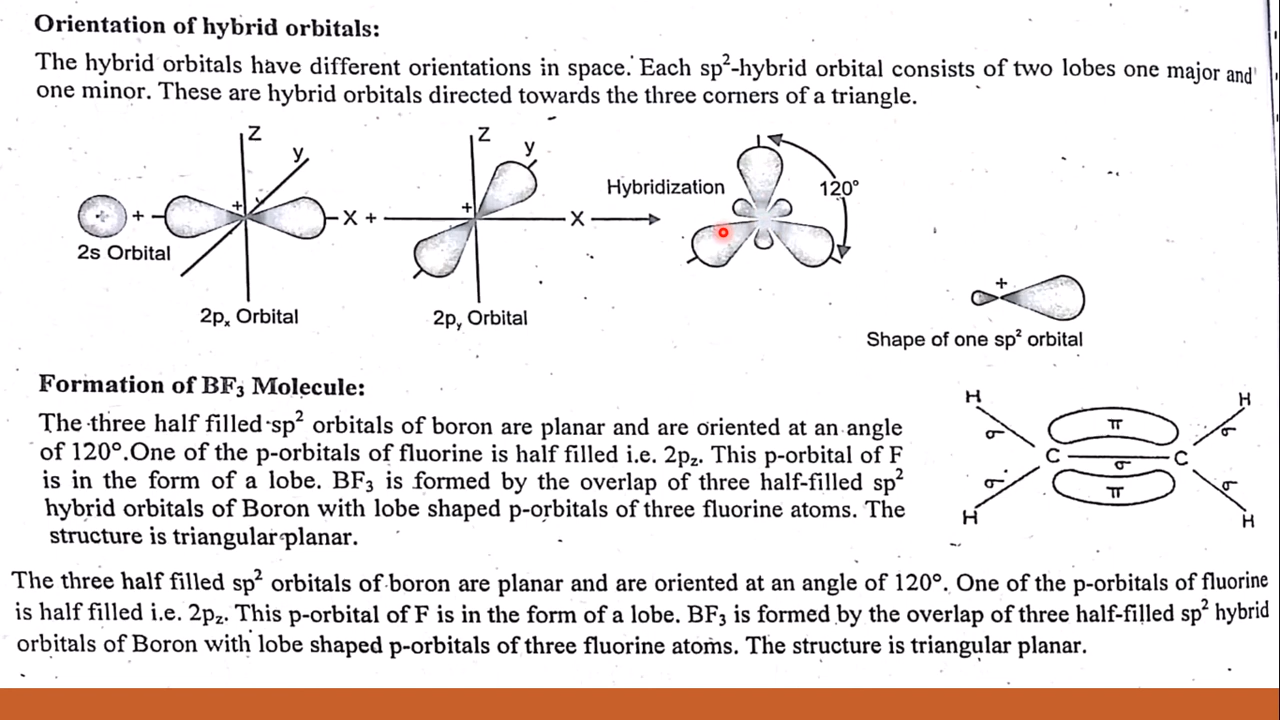 Orientation of hybrid orbitals:
The hybrid orbitals have different orientations in space. Each sp²-hybrid orbital consists of two lobes one major and
one minor. These are hybrid orbitals directed towards the three corners of a triangle.
Z
y
+
+
X +
2s Orbital
2pₓ Orbital
Z
y
+
X
2pᵧ Orbital
Hybridization
120°
+
Shape of one sp² orbital
Formation of BF₃ Molecule:
The three half filled sp² orbitals of boron are planar and are oriented at an angle
of 120°.One of the p-orbitals of fluorine is half filled i.e. 2p_z. This p-orbital of F
is in the form of a lobe. BF₃ is formed by the overlap of three half-filled sp²
hybrid orbitals of Boron with lobe shaped p-orbitals of three fluorine atoms. The
structure is triangular planar.
H
H
σ
π
σ
C
σ
C
σ
π
σ
H
H
The three half filled sp² orbitals of boron are planar and are oriented at an angle of 120°. One of the p-orbitals of fluorine
is half filled i.e. 2p_z. This p-orbital of F is in the form of a lobe. BF₃ is formed by the overlap of three half-filled sp² hybrid
orbitals of Boron with lobe shaped p-orbitals of three fluorine atoms. The structure is triangular planar.